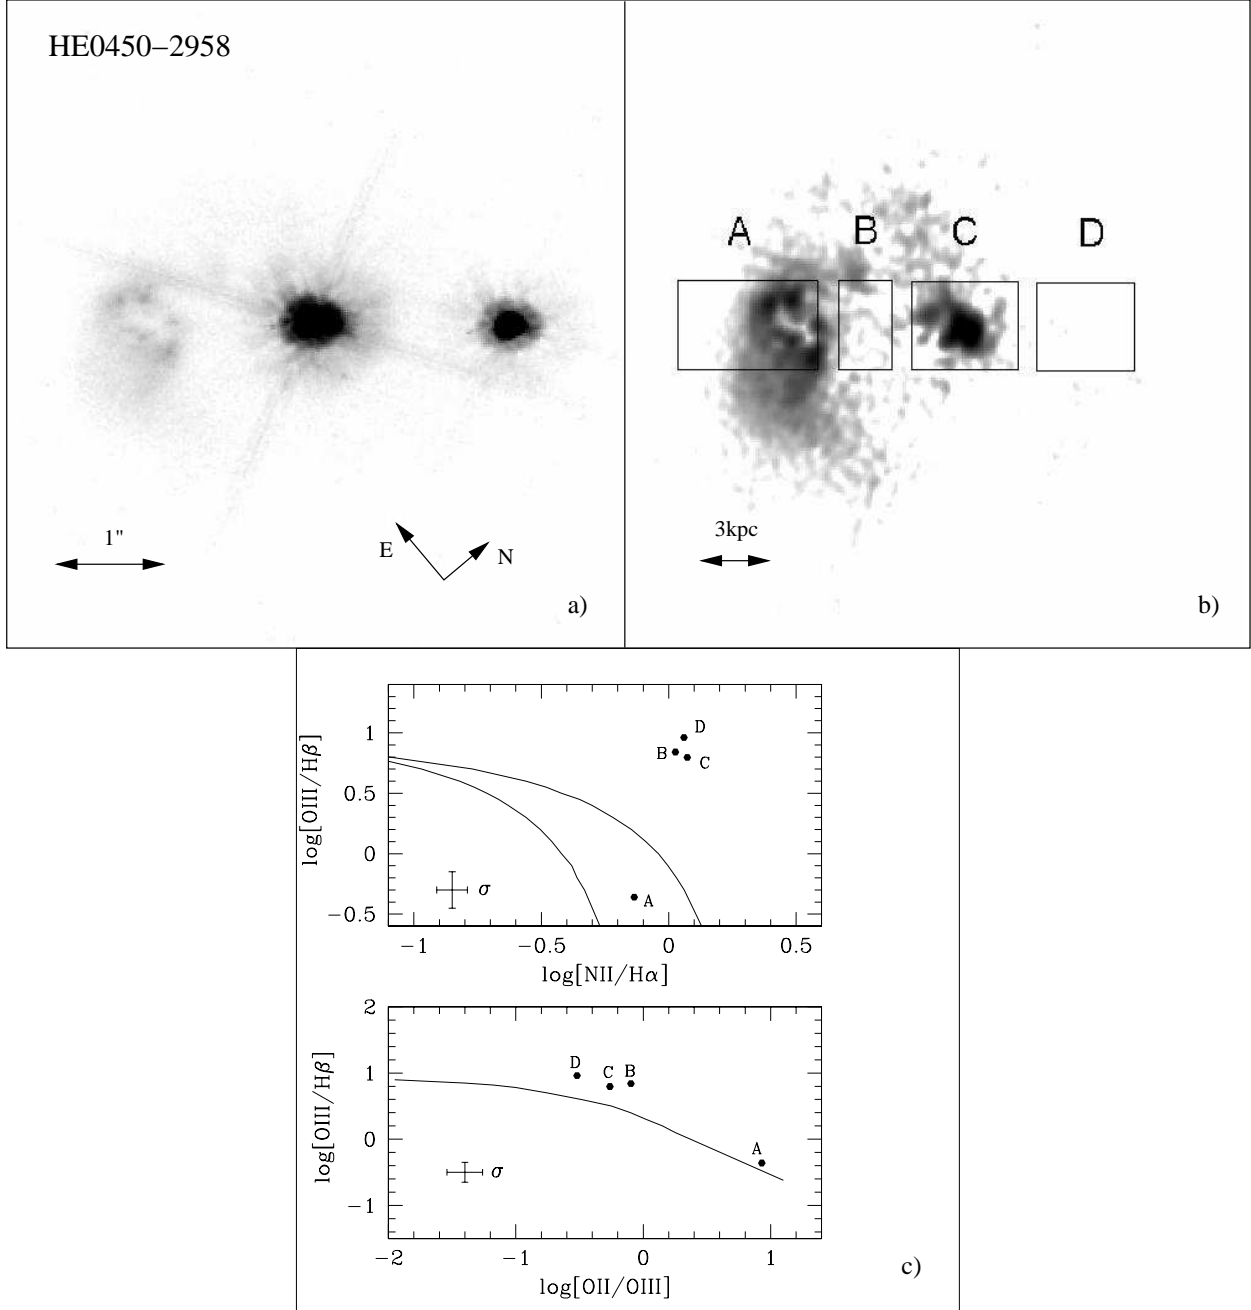 HE0450−2958
1"
E
N
a)
A B C D
3kpc
b)
log[OIII/Hβ]
1
0.5
0
−0.5
D
B
C
A
σ
−1 −0.5 0 0.5
log[NII/Hα]
log[OIII/Hβ]
2
1
0
−1
D C B
A
σ
−2 −1 0 1
log[OII/OIII]
c)